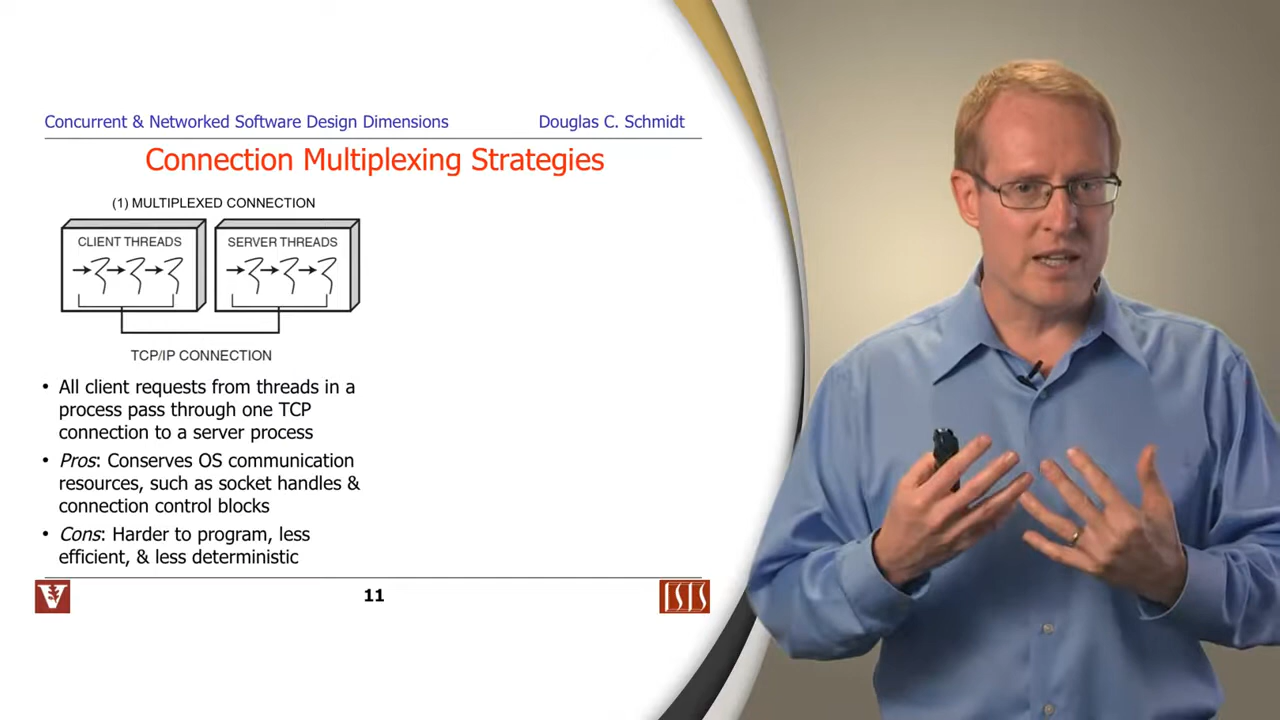 Concurrent & Networked Software Design Dimensions
Douglas C. Schmidt
Connection Multiplexing Strategies
(1) MULTIPLEXED CONNECTION
CLIENT THREADS
SERVER THREADS
TCP/IP CONNECTION
• All client requests from threads in a
process pass through one TCP
connection to a server process
• Pros: Conserves OS communication
resources, such as socket handles &
connection control blocks
• Cons: Harder to program, less
efficient, & less deterministic
V
11
ISIS